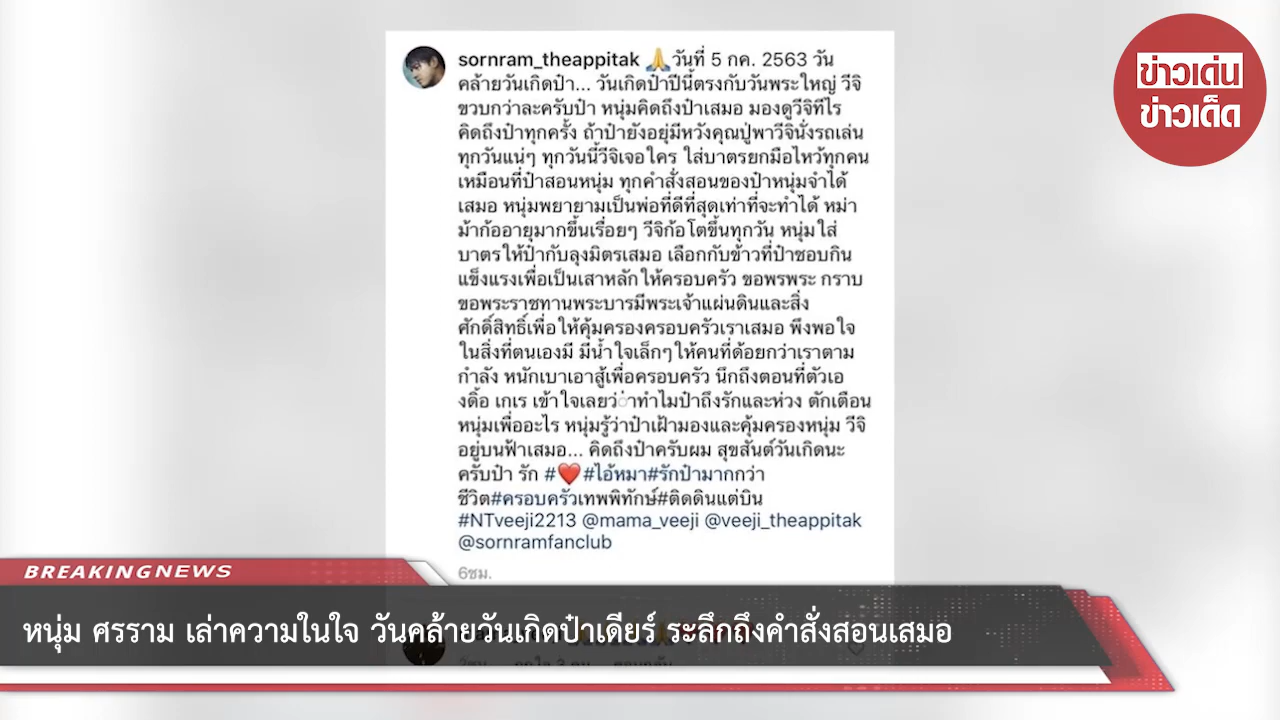 sornram_theappitak 🙏วันที่ 5 กค. 2563 วัน
คล้ายวันเกิดป๋า... วันเกิดป๋าปีนี้ตรงกับวันพระใหญ่ วีจิ
ขวบกว่าละครับป๋า หนุ่มคิดถึงป๋าเสมอ มองดูวีจิทีไร
คิดถึงป๋าทุกครั้ง ถ้าป๋ายังอยู่มีหวังคุณปู่พาวีจินั่งรถเล่น
ทุกวันแน่ๆ ทุกวันนี้วีจิเจอใคร ใส่บาตรยกมือไหว้ทุกคน
เหมือนที่ป๋าสอนหนุ่ม ทุกคำสั่งสอนของป๋าหนุ่มจำได้
เสมอ หนุ่มพยายามเป็นพ่อที่ดีที่สุดเท่าที่จะทำได้ หม่า
ม้าก้ออายุมากขึ้นเรื่อยๆ วีจิก้อโตขึ้นทุกวัน หนุ่มใส่
บาตรให้ป๋ากับลุงมิตรเสมอ เลือกกับข้าวที่ป๋าชอบกิน
แข็งแรงเพื่อเป็นเสาหลักให้ครอบครัว ขอพรพระ กราบ
ขอพระราชทานพระบารมีพระเจ้าแผ่นดินและสิ่ง
ศักดิ์สิทธิ์เพื่อให้คุ้มครองครอบครัวเราเสมอ พึงพอใจ
ในสิ่งที่ตนเองมี มีน้ำใจเล็กๆให้คนที่ด้อยกว่าเราตาม
กำลัง หนักเบาเอาสู้เพื่อครอบครัว นึกถึงตอนที่ตัวเอ
งดื้อ เกเร เข้าใจเลยว่่าทำไมป๋าถึงรักและห่วง ตักเตือน
หนุ่มเพื่ออะไร หนุ่มรู้ว่าป๋าเฝ้ามองและคุ้มครองหนุ่ม วีจิ
อยู่บนฟ้าเสมอ... คิดถึงป๋าครับผม สุขสันต์วันเกิดนะ
ครับป๋า รัก #❤️ #ไอ้หมา#รักป๋ามากกว่า
ชีวิต#ครอบครัวเทพพิทักษ์#ติดดินแต่บิน
#NTveeji2213 @mama_veeji @veeji_theappitak
@sornramfanclub
6ชม.
ข่าวเด่น
ข่าวเด็ด
BREAKING NEWS
หนุ่ม ศรราม เล่าความในใจ วันคล้ายวันเกิดป๋าเดียร์ ระลึกถึงคำสั่งสอนเสมอ